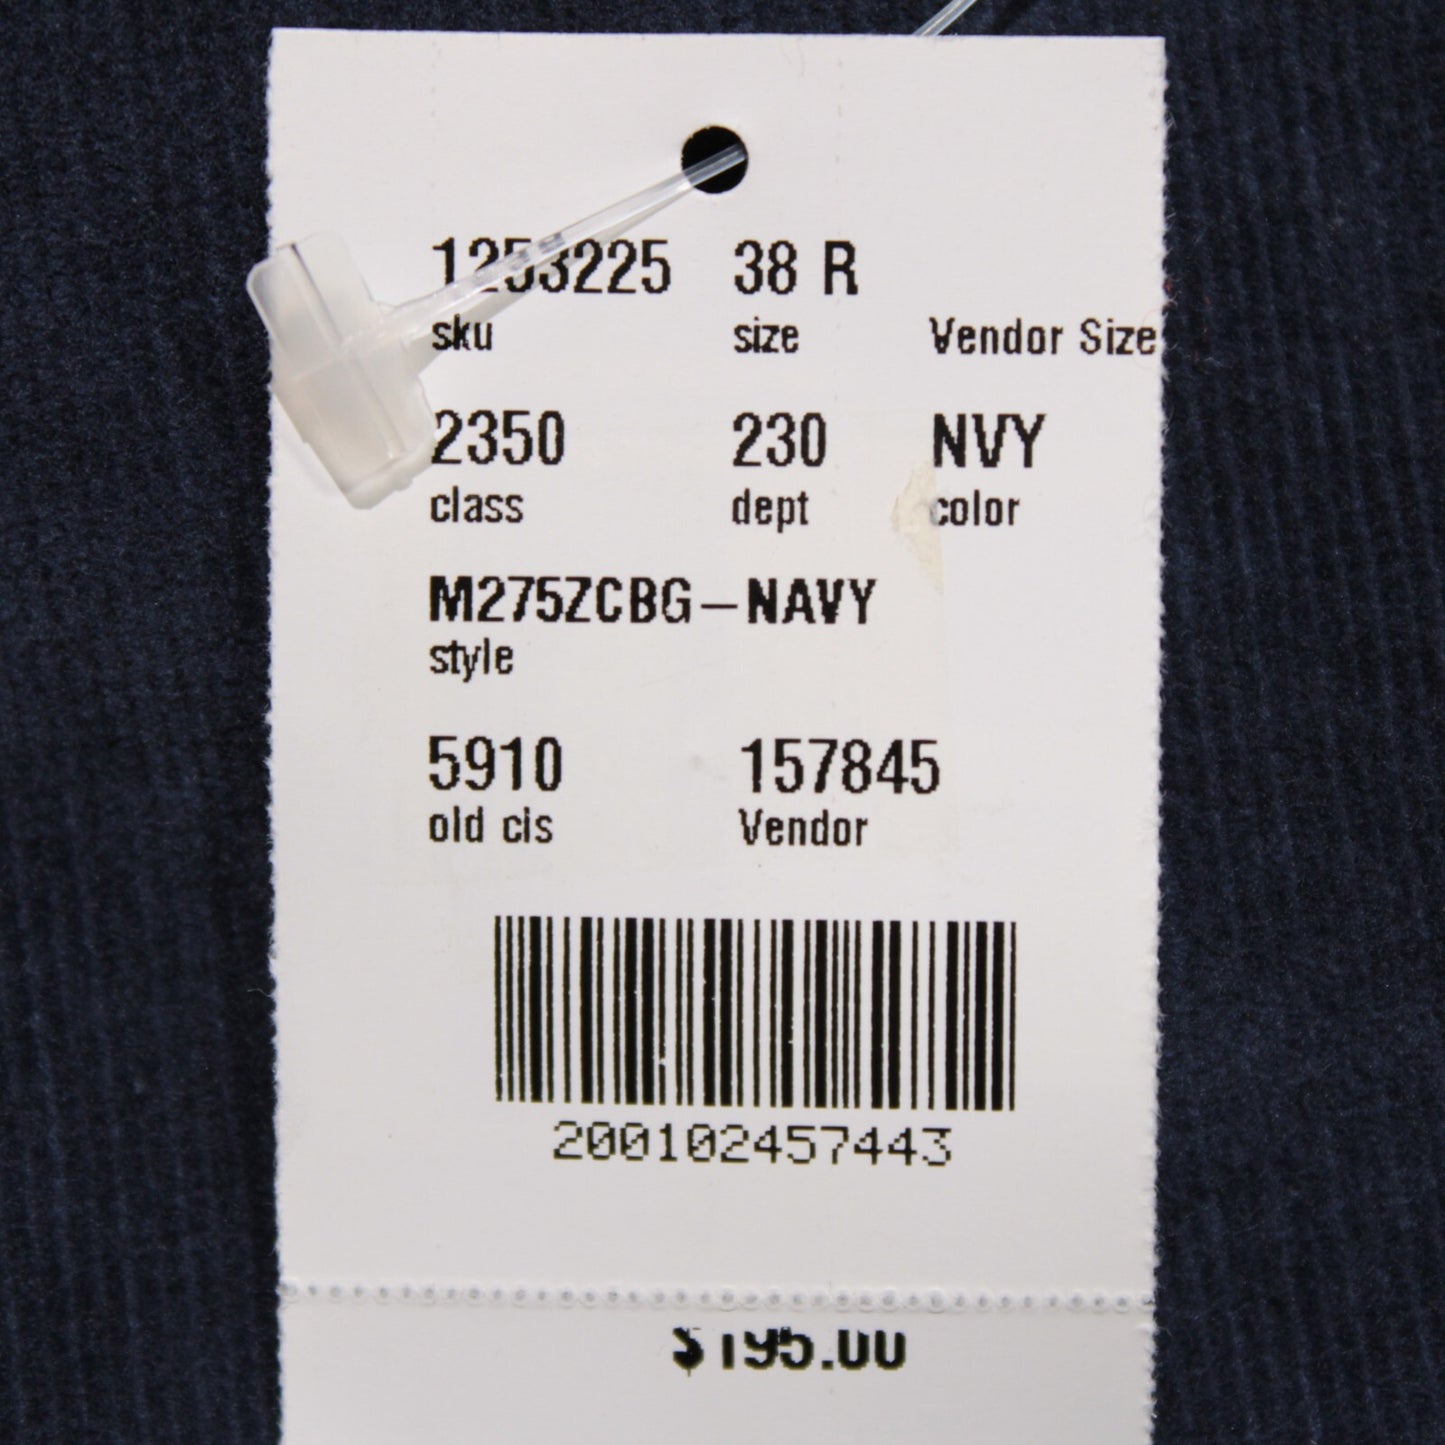 1253225 38 R
sku size Vendor Size
2350 230 NVY
class dept color
M275ZCBG-NAVY
style
5910 157845
old cis Vendor
200102457443
$195.00